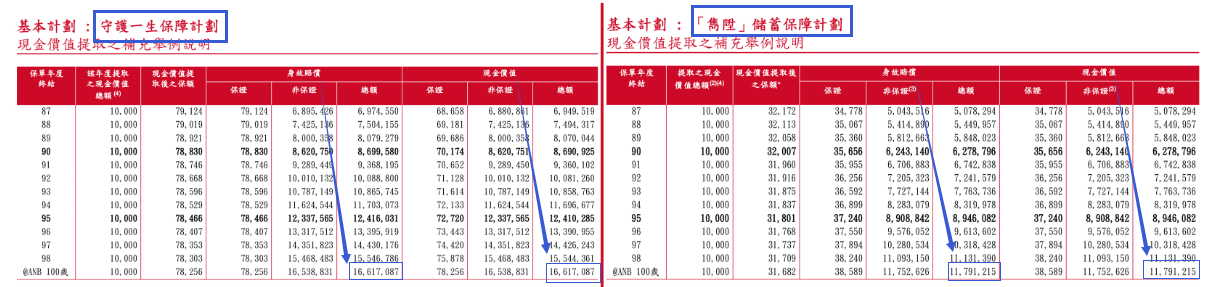 基本計劃 : 守護一生保障計劃
現金價值提取之補充舉例說明
保單年度終結 該年度提取之現金價值總額(4) 現金價值提取後之保額 身故賠償 現金價值
保證 非保證 總額 保證 非保證 總額
87 10,000 79,124 79,124 6,895,426 6,974,550 68,658 6,880,861 6,949,519
88 10,000 79,019 79,019 7,425,136 7,504,155 69,181 7,425,136 7,494,317
89 10,000 78,921 78,921 8,000,358 8,079,279 69,686 8,000,358 8,070,044
90 10,000 78,830 78,830 8,620,750 8,699,580 70,174 8,620,751 8,690,925
91 10,000 78,746 78,746 9,289,449 9,368,195 70,652 9,289,450 9,360,102
92 10,000 78,668 78,668 10,010,132 10,088,800 71,128 10,010,132 10,081,260
93 10,000 78,596 78,596 10,787,149 10,865,745 71,614 10,787,149 10,858,763
94 10,000 78,529 78,529 11,624,544 11,703,073 72,133 11,624,544 11,696,677
95 10,000 78,466 78,466 12,337,565 12,416,031 72,720 12,337,565 12,410,285
96 10,000 78,407 78,407 13,317,512 13,395,919 73,443 13,317,512 13,390,955
97 10,000 78,353 78,353 14,351,823 14,430,176 74,420 14,351,823 14,426,243
98 10,000 78,303 78,303 15,468,483 15,546,786 75,878 15,468,483 15,544,361
@ANB 100歲 10,000 78,256 78,256 16,538,831 16,617,087 78,256 16,538,831 16,617,087
基本計劃 : 「雋陞」儲蓄保障計劃
現金價值提取之補充舉例說明
保單年度終結 提取之現金價值總額(2)(4) 現金價值提取後之保額^ 身故賠償 現金價值
保證 非保證(3) 總額 保證 非保證(3) 總額
87 10,000 32,172 34,778 5,043,516 5,078,294 34,778 5,043,516 5,078,294
88 10,000 32,113 35,067 5,414,890 5,449,957 35,067 5,414,890 5,449,957
89 10,000 32,058 35,360 5,812,663 5,848,023 35,360 5,812,663 5,848,023
90 10,000 32,007 35,656 6,243,140 6,278,796 35,656 6,243,140 6,278,796
91 10,000 31,960 35,955 6,706,883 6,742,838 35,955 6,706,883 6,742,838
92 10,000 31,916 36,256 7,205,323 7,241,579 36,256 7,205,323 7,241,579
93 10,000 31,875 36,592 7,727,144 7,763,736 36,592 7,727,144 7,763,736
94 10,000 31,837 36,899 8,283,079 8,319,978 36,899 8,283,079 8,319,978
95 10,000 31,801 37,240 8,908,842 8,946,082 37,240 8,908,842 8,946,082
96 10,000 31,768 37,550 9,576,052 9,613,602 37,550 9,576,052 9,613,602
97 10,000 31,737 37,894 10,280,534 10,318,428 37,894 10,280,534 10,318,428
98 10,000 31,709 38,240 11,093,150 11,131,390 38,240 11,093,150 11,131,390
@ANB 100歲 10,000 31,682 38,589 11,752,626 11,791,215 38,589 11,752,626 11,791,215